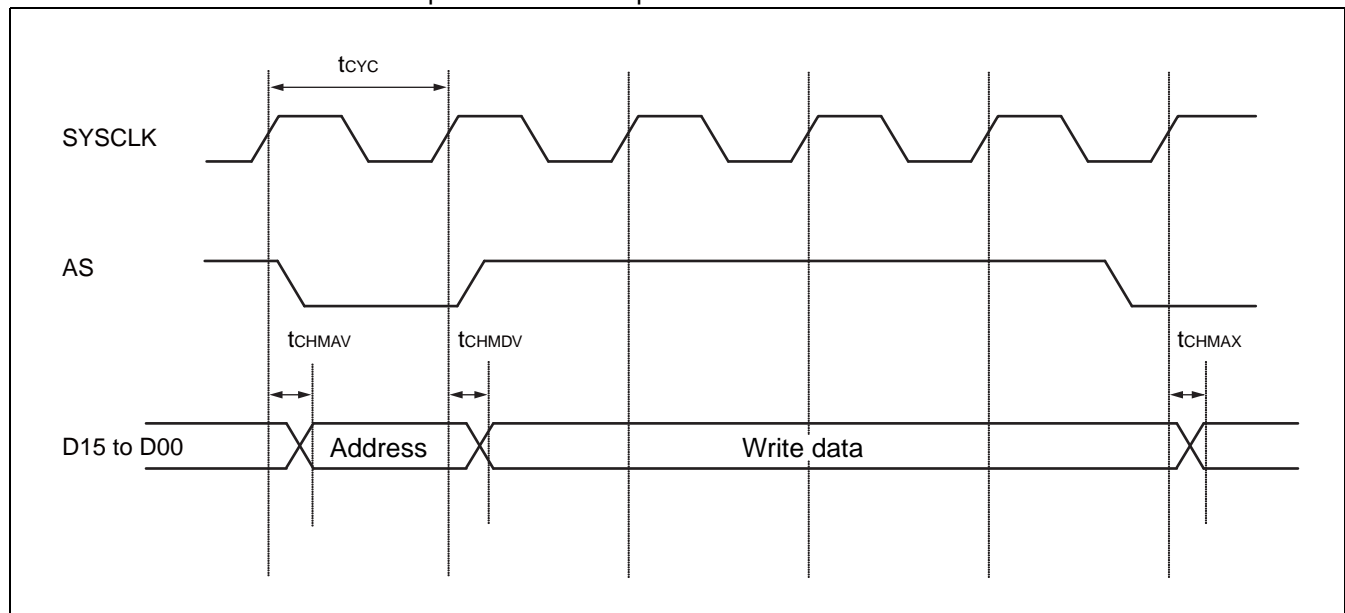 tCYC
SYSCLK
AS
tCHMAV
tCHMDV
tCHMAX
D15 to D00
Address
Write data